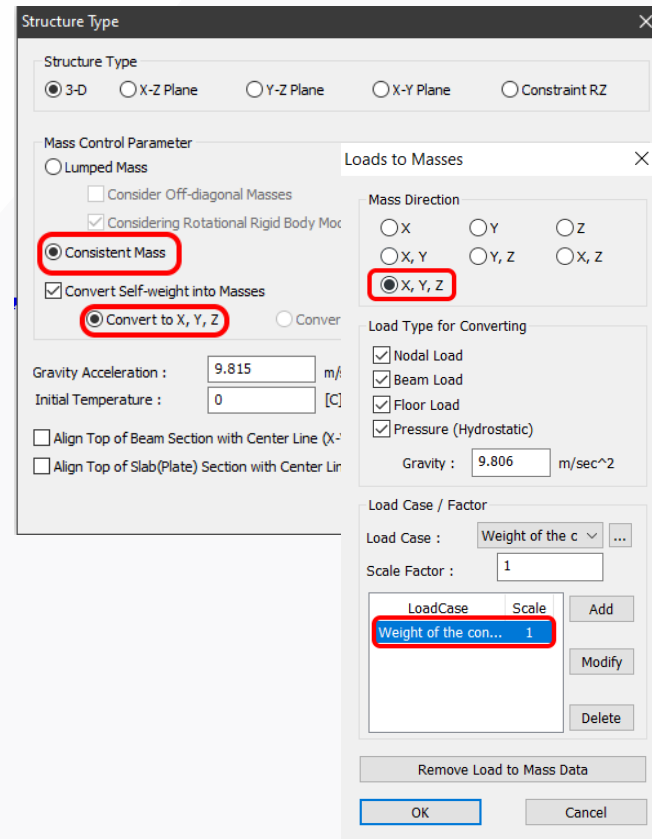 Structure Type
Structure Type
3-D X-Z Plane Y-Z Plane X-Y Plane Constraint RZ
Mass Control Parameter
Lumped Mass
Consider Off-diagonal Masses
Considering Rotational Rigid Body
Consistent Mass
Convert Self-weight into Masses
Convert to X, Y, Z
Gravity Acceleration : 9.815
Initial Temperature : 0 [C]
Align Top of Beam Section with Center Line
Align Top of Slab(Plate) Section with Center
Loads to Masses
Mass Direction
X Y Z
X, Y Y, Z X, Z
X, Y, Z
Load Type for Converting
Nodal Load
Beam Load
Floor Load
Pressure (Hydrostatic)
Gravity : 9.806 m/sec^2
Load Case / Factor
Load Case : Weight of the c ...
Scale Factor : 1
LoadCase Scale Add
Weight of the con... 1
Modify
Delete
Remove Load to Mass Data
OK Cancel